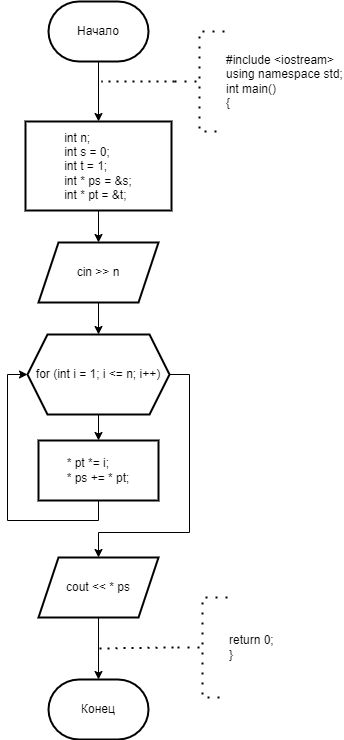 Начало
#include <iostream>
using namespace std;
int main()
{
int n;
int s = 0;
int t = 1;
int * ps = &s;
int * pt = &t;
cin >> n
for (int i = 1; i <= n; i++)
* pt *= i;
* ps += * pt;
cout << * ps
return 0;
}
Конец